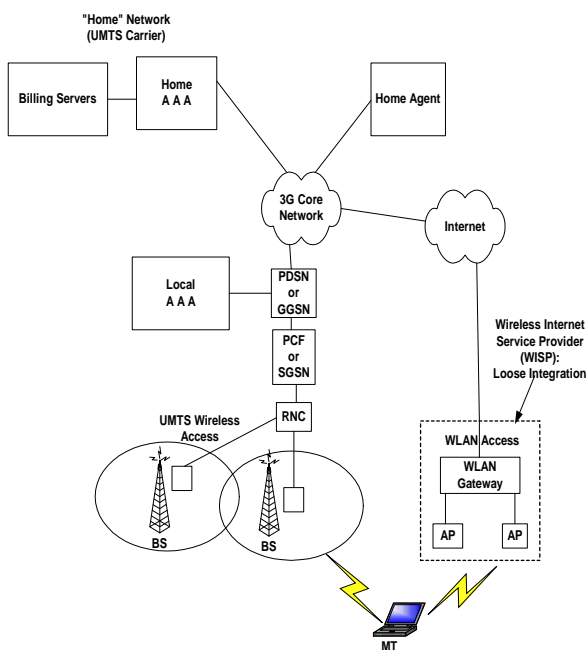 "Home" Network
(UMTS Carrier)
Billing Servers
Home
A A A
Home Agent
3G Core
Network
Internet
Local
A A A
PDSN
or
GGSN
PCF
or
SGSN
Wireless Internet
Service Provider
(WISP):
Loose Integration
UMTS Wireless
Access
RNC
WLAN Access
WLAN
Gateway
AP
AP
BS
BS
MT